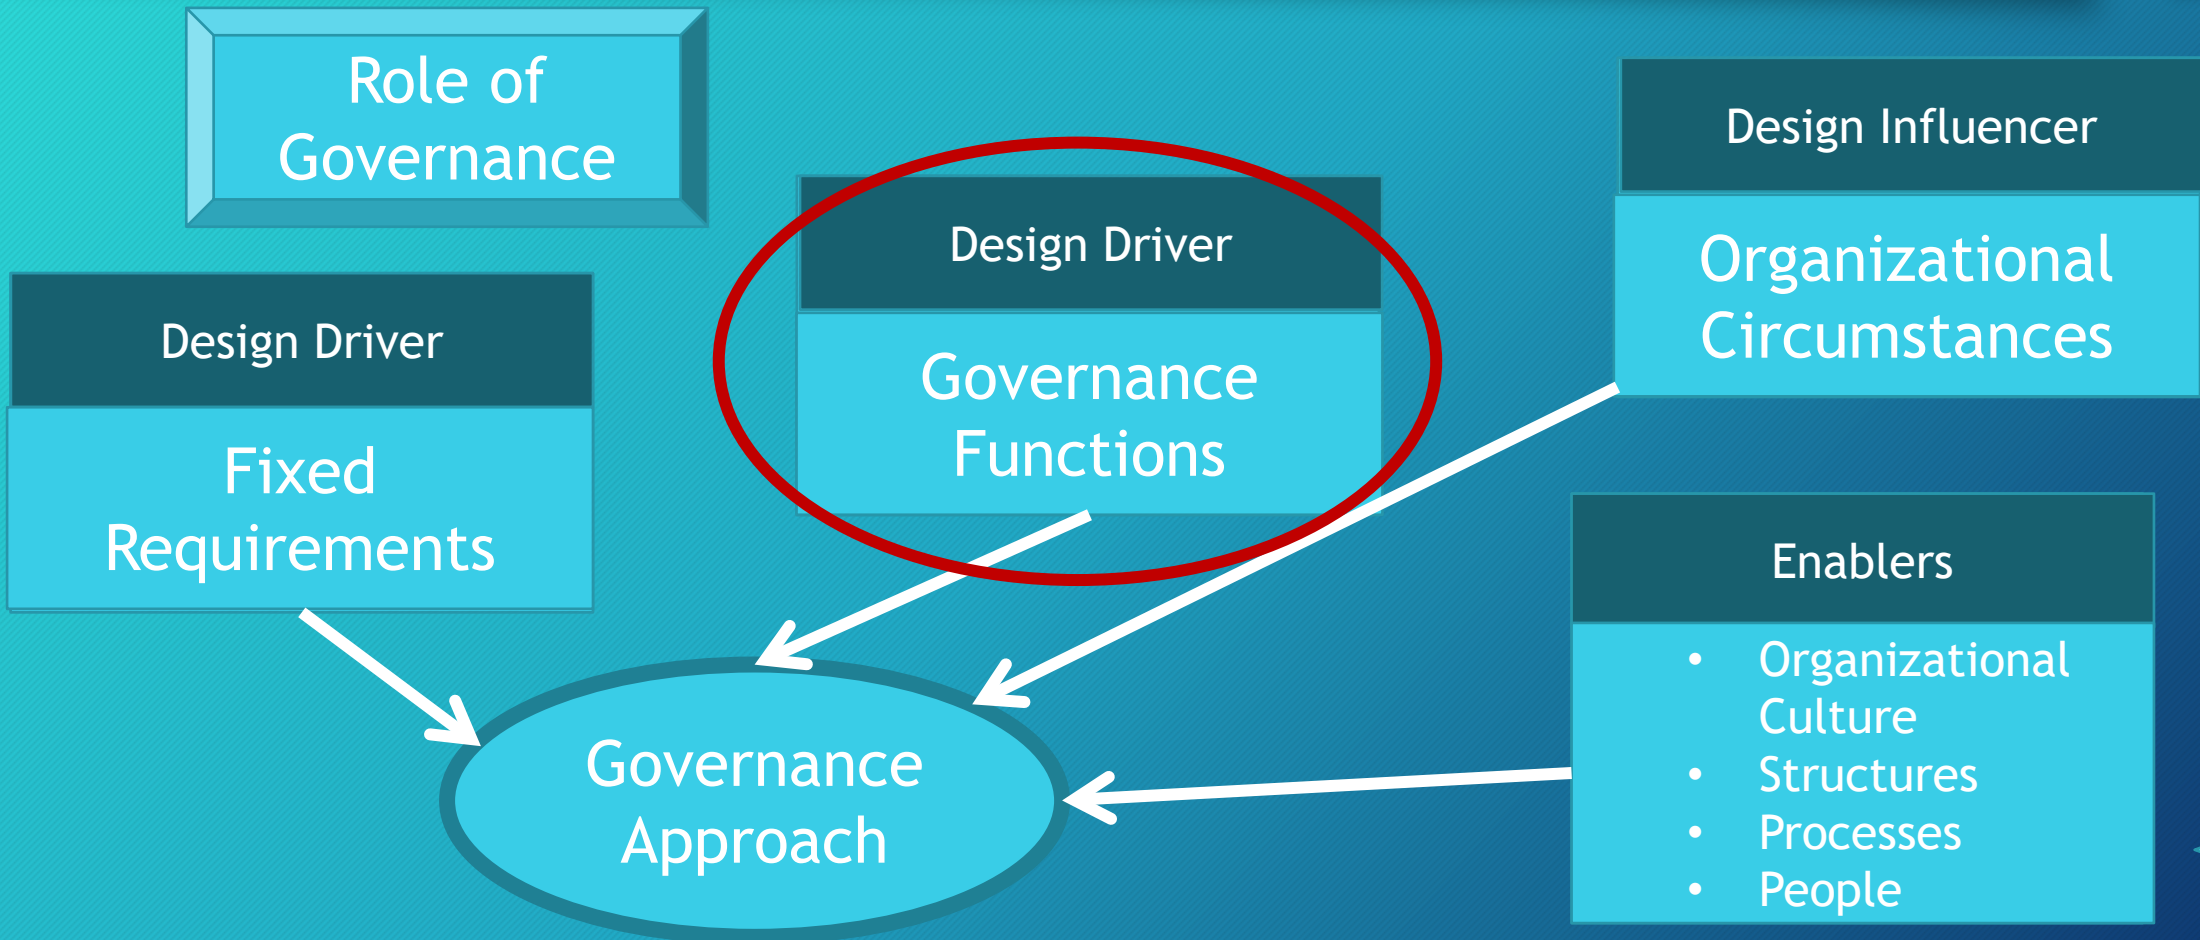 Role of
Governance
Design Driver
Fixed
Requirements
Design Driver
Governance
Functions
Design Influencer
Organizational
Circumstances
Enablers
• Organizational
Culture
• Structures
• Processes
• People
Governance
Approach